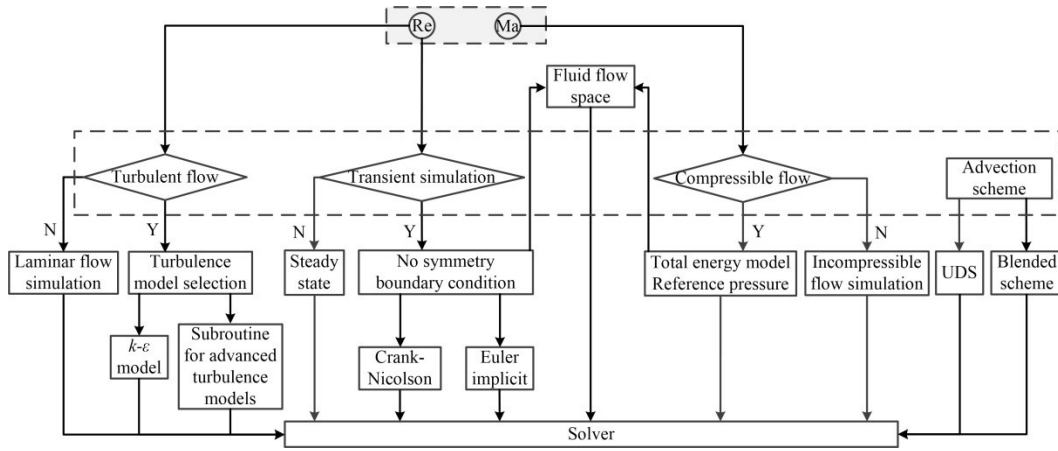 Re
Ma
Fluid flow
space
Turbulent flow
Transient simulation
Compressible flow
Advection
scheme
N
Y
N
Y
Y
N
Laminar flow
simulation
Turbulence
model selection
Steady
state
No symmetry
boundary condition
Total energy model
Reference pressure
Incompressible
flow simulation
UDS
Blended
scheme
k-ε
model
Subroutine
for advanced
turbulence
models
Crank-
Nicolson
Euler
implicit
Solver